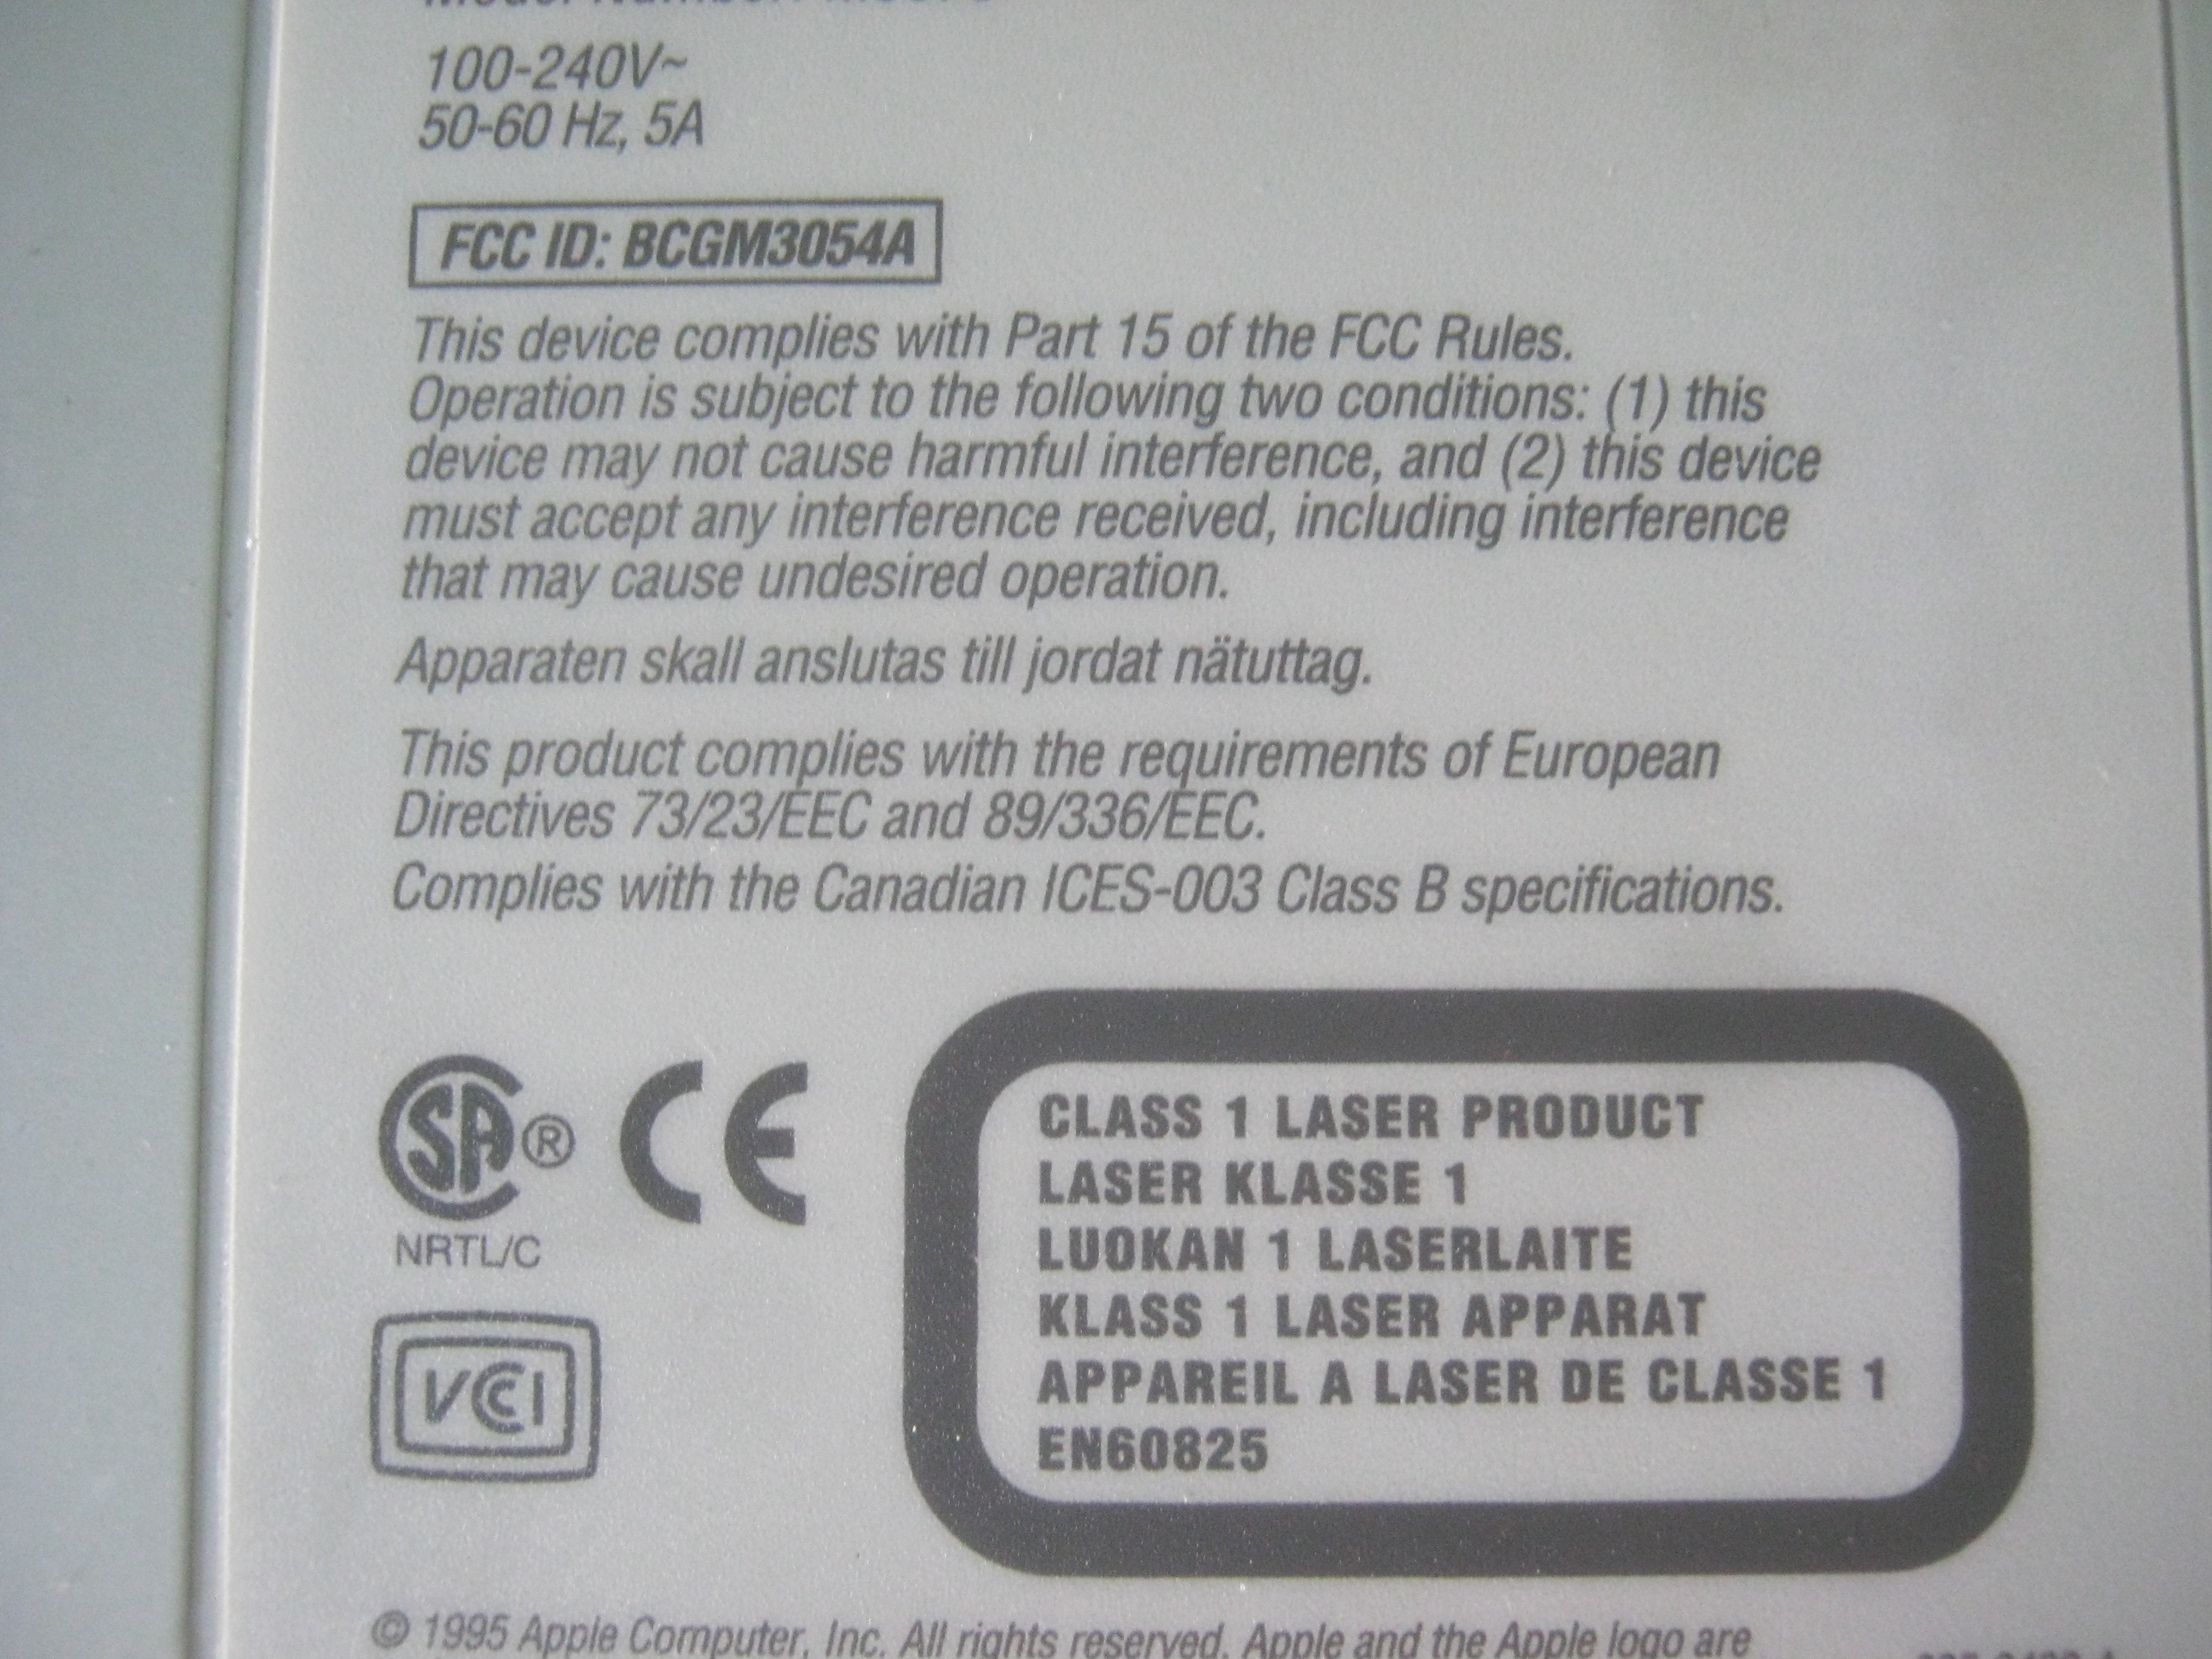 Model Number:
100-240V~
50-60 Hz, 5A
FCC ID: BCGM3054A
This device complies with Part 15 of the FCC Rules.
Operation is subject to the following two conditions: (1) this
device may not cause harmful interference, and (2) this device
must accept any interference received, including interference
that may cause undesired operation.
Apparaten skall anslutas till jordat nätuttag.
This product complies with the requirements of European
Directives 73/23/EEC and 89/336/EEC.
Complies with the Canadian ICES-003 Class B specifications.
SA ®
NRTL/C
CE
VCCI
CLASS 1 LASER PRODUCT
LASER KLASSE 1
LUOKAN 1 LASERLAITE
KLASS 1 LASER APPARAT
APPAREIL A LASER DE CLASSE 1
EN60825
© 1995 Apple Computer, Inc. All rights reserved. Apple and the Apple logo are